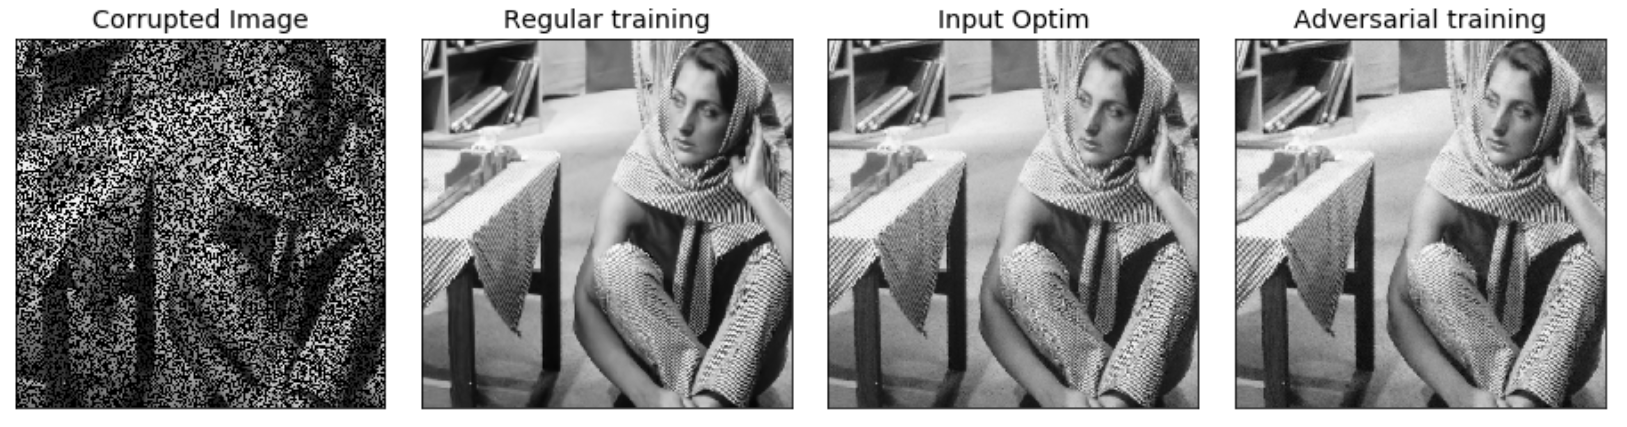 Corrupted Image
Regular training
Input Optim
Adversarial training